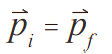 p⃗ᵢ = p⃗_f